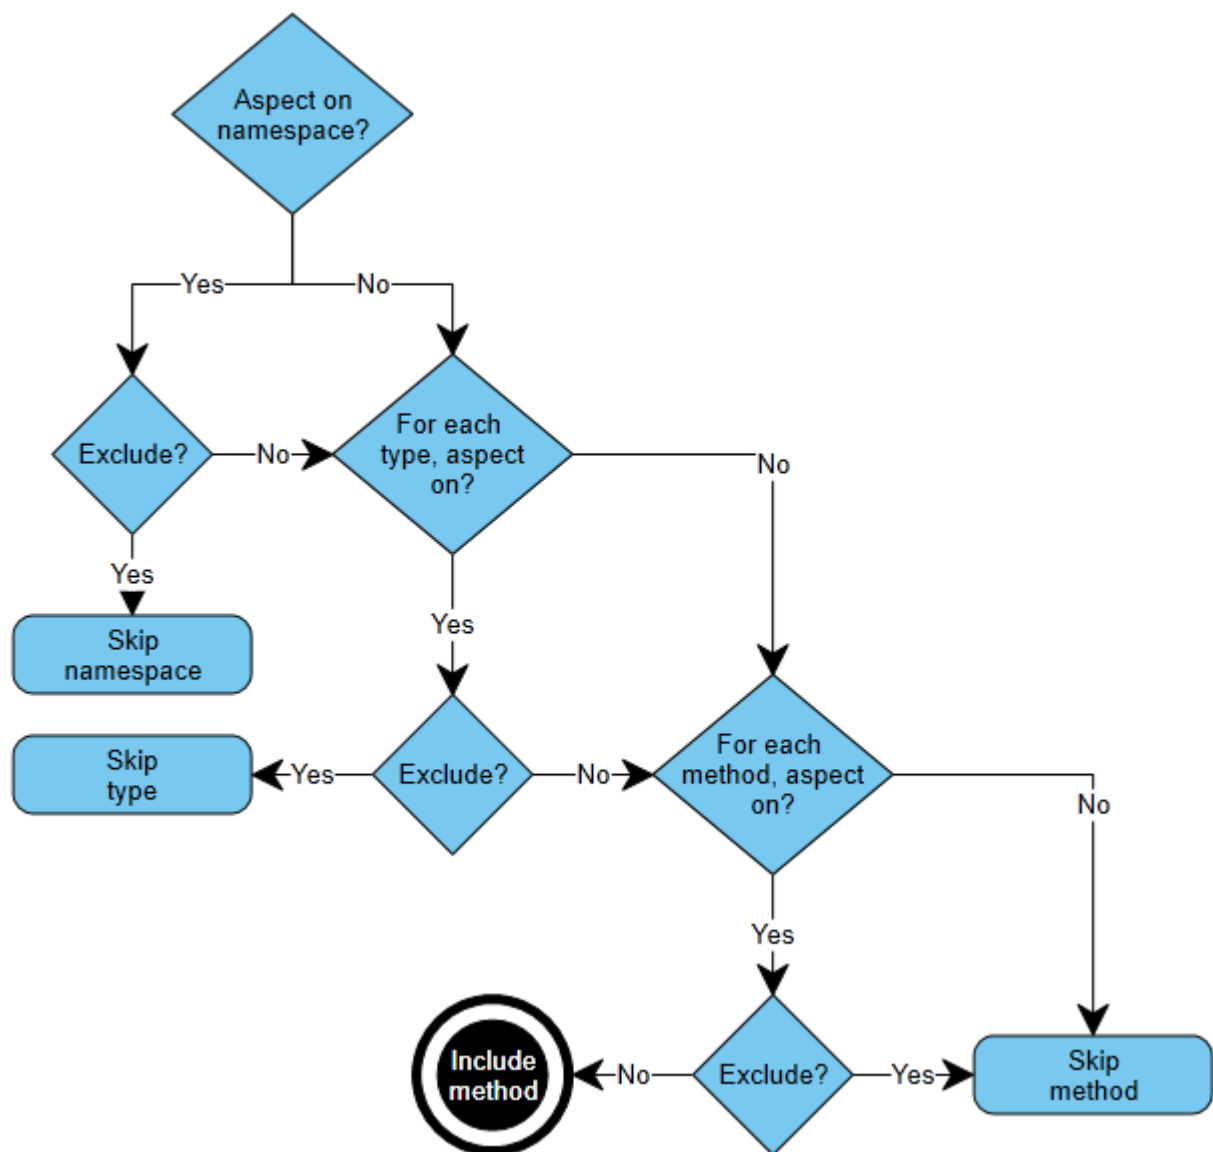 Aspect on
namespace?
Yes
No
Exclude?
No
For each
type, aspect
on?
No
Yes
Skip
namespace
Yes
Skip
type
Yes
Exclude?
No
For each
method, aspect
on?
No
Yes
Include
method
No
Exclude?
Yes
Skip
method